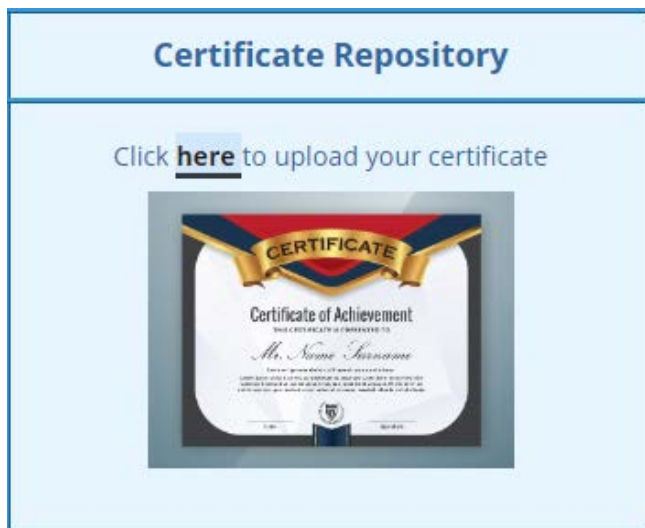 Certificate Repository
Click here to upload your certificate
CERTIFICATE
Certificate of Achievement
THIS CERTIFICATE IS PRESENTED TO
Mr. Name Surname